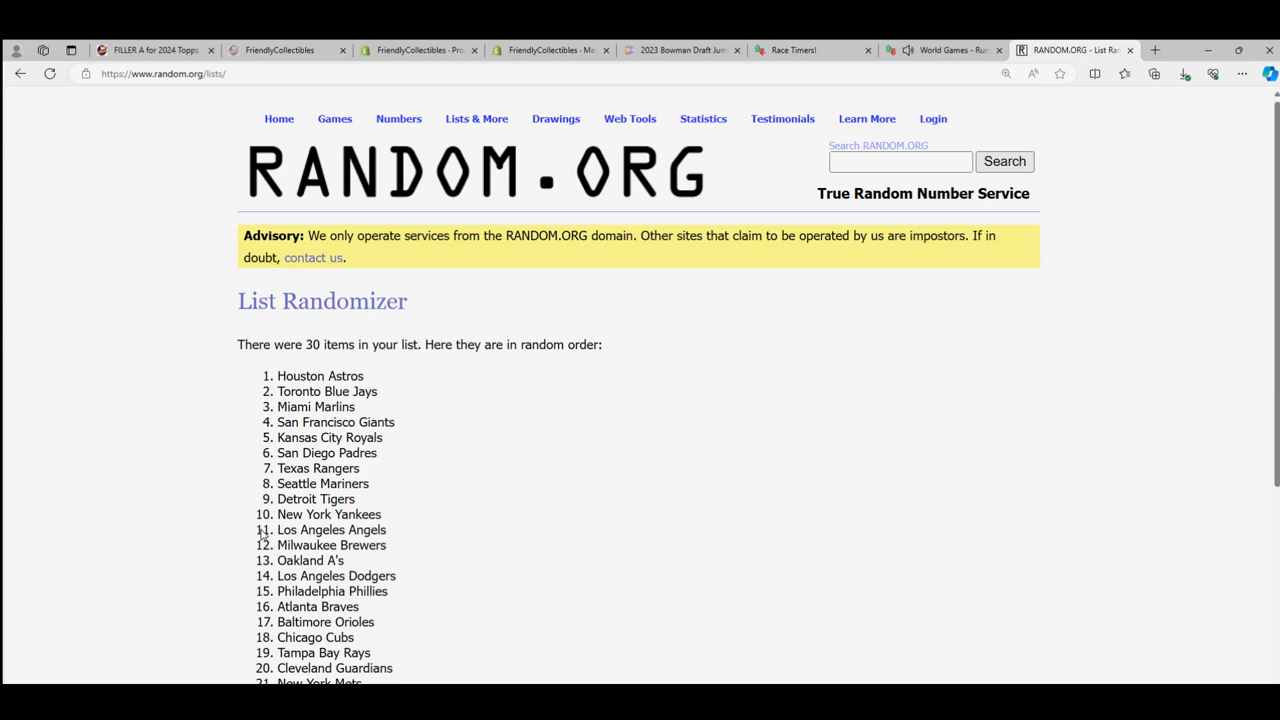 FILLER A for 2024 Topps
FriendlyCollectibles
FriendlyCollectibles - Pro
FriendlyCollectibles - Me
2023 Bowman Draft Jum
Race Timers!
World Games - Run
RANDOM.ORG - List Ran
https://www.random.org/lists/
Home Games Numbers Lists & More Drawings Web Tools Statistics Testimonials Learn More Login
RANDOM.ORG
Search RANDOM.ORG
Search
True Random Number Service
Advisory: We only operate services from the RANDOM.ORG domain. Other sites that claim to be operated by us are impostors. If in
doubt, contact us.
List Randomizer
There were 30 items in your list. Here they are in random order:
1. Houston Astros
2. Toronto Blue Jays
3. Miami Marlins
4. San Francisco Giants
5. Kansas City Royals
6. San Diego Padres
7. Texas Rangers
8. Seattle Mariners
9. Detroit Tigers
10. New York Yankees
11. Los Angeles Angels
12. Milwaukee Brewers
13. Oakland A's
14. Los Angeles Dodgers
15. Philadelphia Phillies
16. Atlanta Braves
17. Baltimore Orioles
18. Chicago Cubs
19. Tampa Bay Rays
20. Cleveland Guardians
21. New York Mets